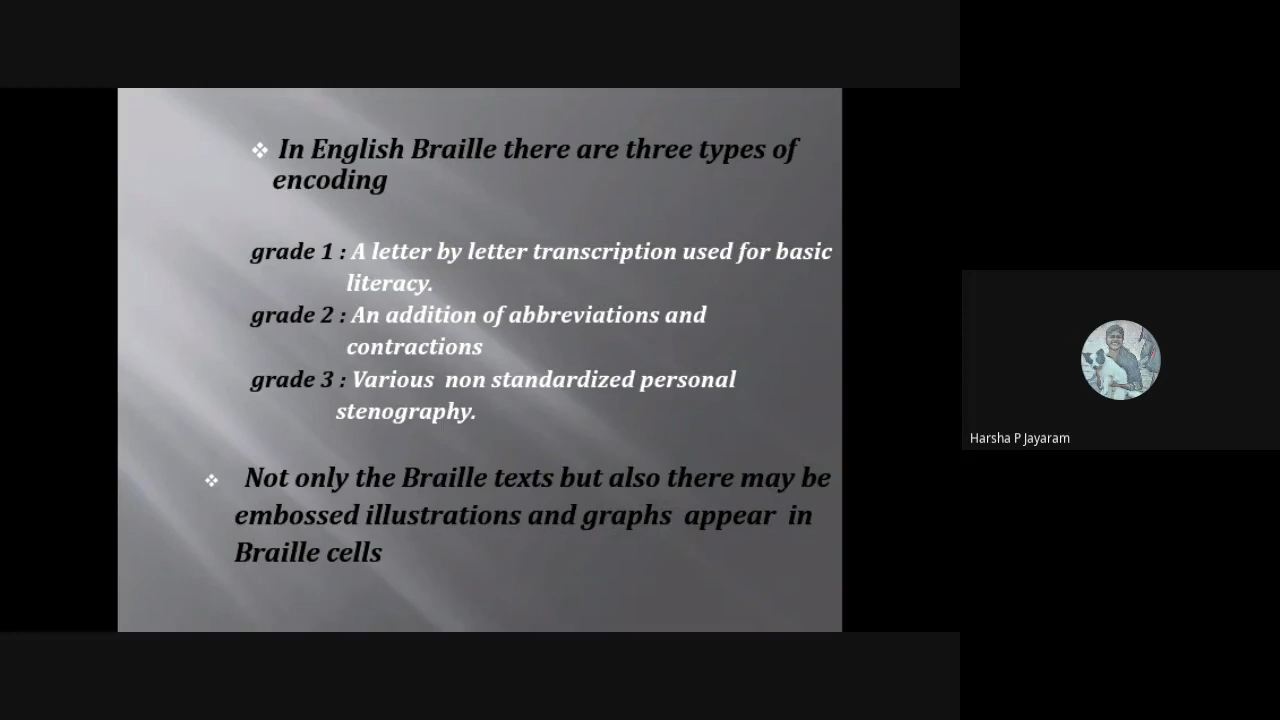 In English Braille there are three types of
encoding
grade 1 : A letter by letter transcription used for basic
literacy.
grade 2 : An addition of abbreviations and
contractions
grade 3 : Various non standardized personal
stenography.
Not only the Braille texts but also there may be
embossed illustrations and graphs appear in
Braille cells
Harsha P Jayaram